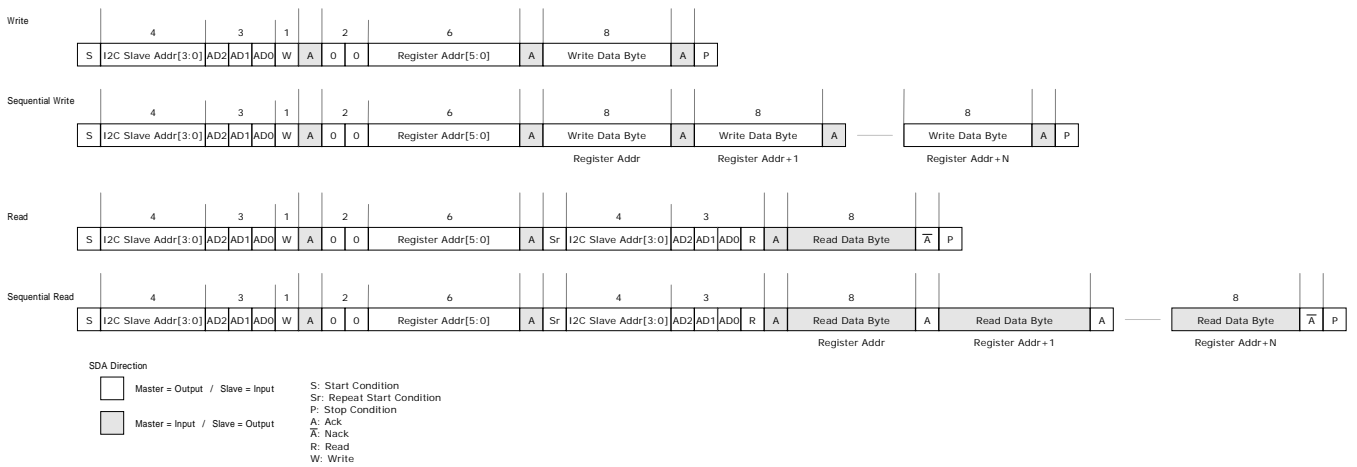 Write
4 3 1 2 6 8
S I2C Slave Addr[3:0] AD2 AD1 AD0 W A 0 0 Register Addr[5:0] A Write Data Byte A P
Sequential Write
4 3 1 2 6 8 8 8
S I2C Slave Addr[3:0] AD2 AD1 AD0 W A 0 0 Register Addr[5:0] A Write Data Byte A Write Data Byte A Write Data Byte A P
Register Addr Register Addr+1 Register Addr+N
Read
4 3 1 2 6 4 3 8
S I2C Slave Addr[3:0] AD2 AD1 AD0 W A 0 0 Register Addr[5:0] A Sr I2C Slave Addr[3:0] AD2 AD1 AD0 R A Read Data Byte A̅ P
Sequential Read
4 3 1 2 6 4 3 8 8
S I2C Slave Addr[3:0] AD2 AD1 AD0 W A 0 0 Register Addr[5:0] A Sr I2C Slave Addr[3:0] AD2 AD1 AD0 R A Read Data Byte A Read Data Byte A Read Data Byte A̅ P
Register Addr Register Addr+1 Register Addr+N
SDA Direction
Master = Output / Slave = Input
Master = Input / Slave = Output
S: Start Condition
Sr: Repeat Start Condition
P: Stop Condition
A: Ack
A̅: Nack
R: Read
W: Write